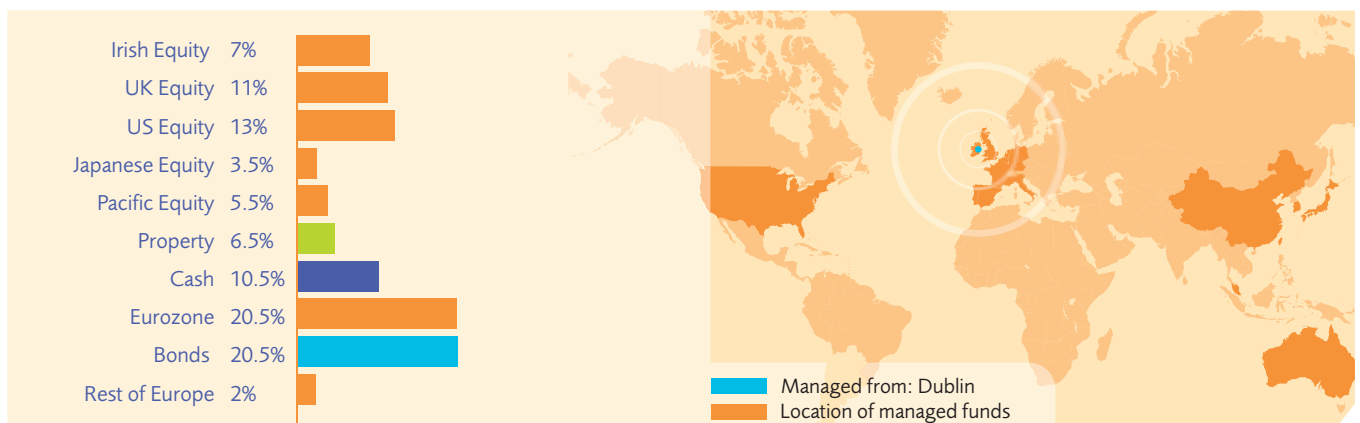 Irish Equity 7%
UK Equity 11%
US Equity 13%
Japanese Equity 3.5%
Pacific Equity 5.5%
Property 6.5%
Cash 10.5%
Eurozone 20.5%
Bonds 20.5%
Rest of Europe 2%
Managed from: Dublin
Location of managed funds